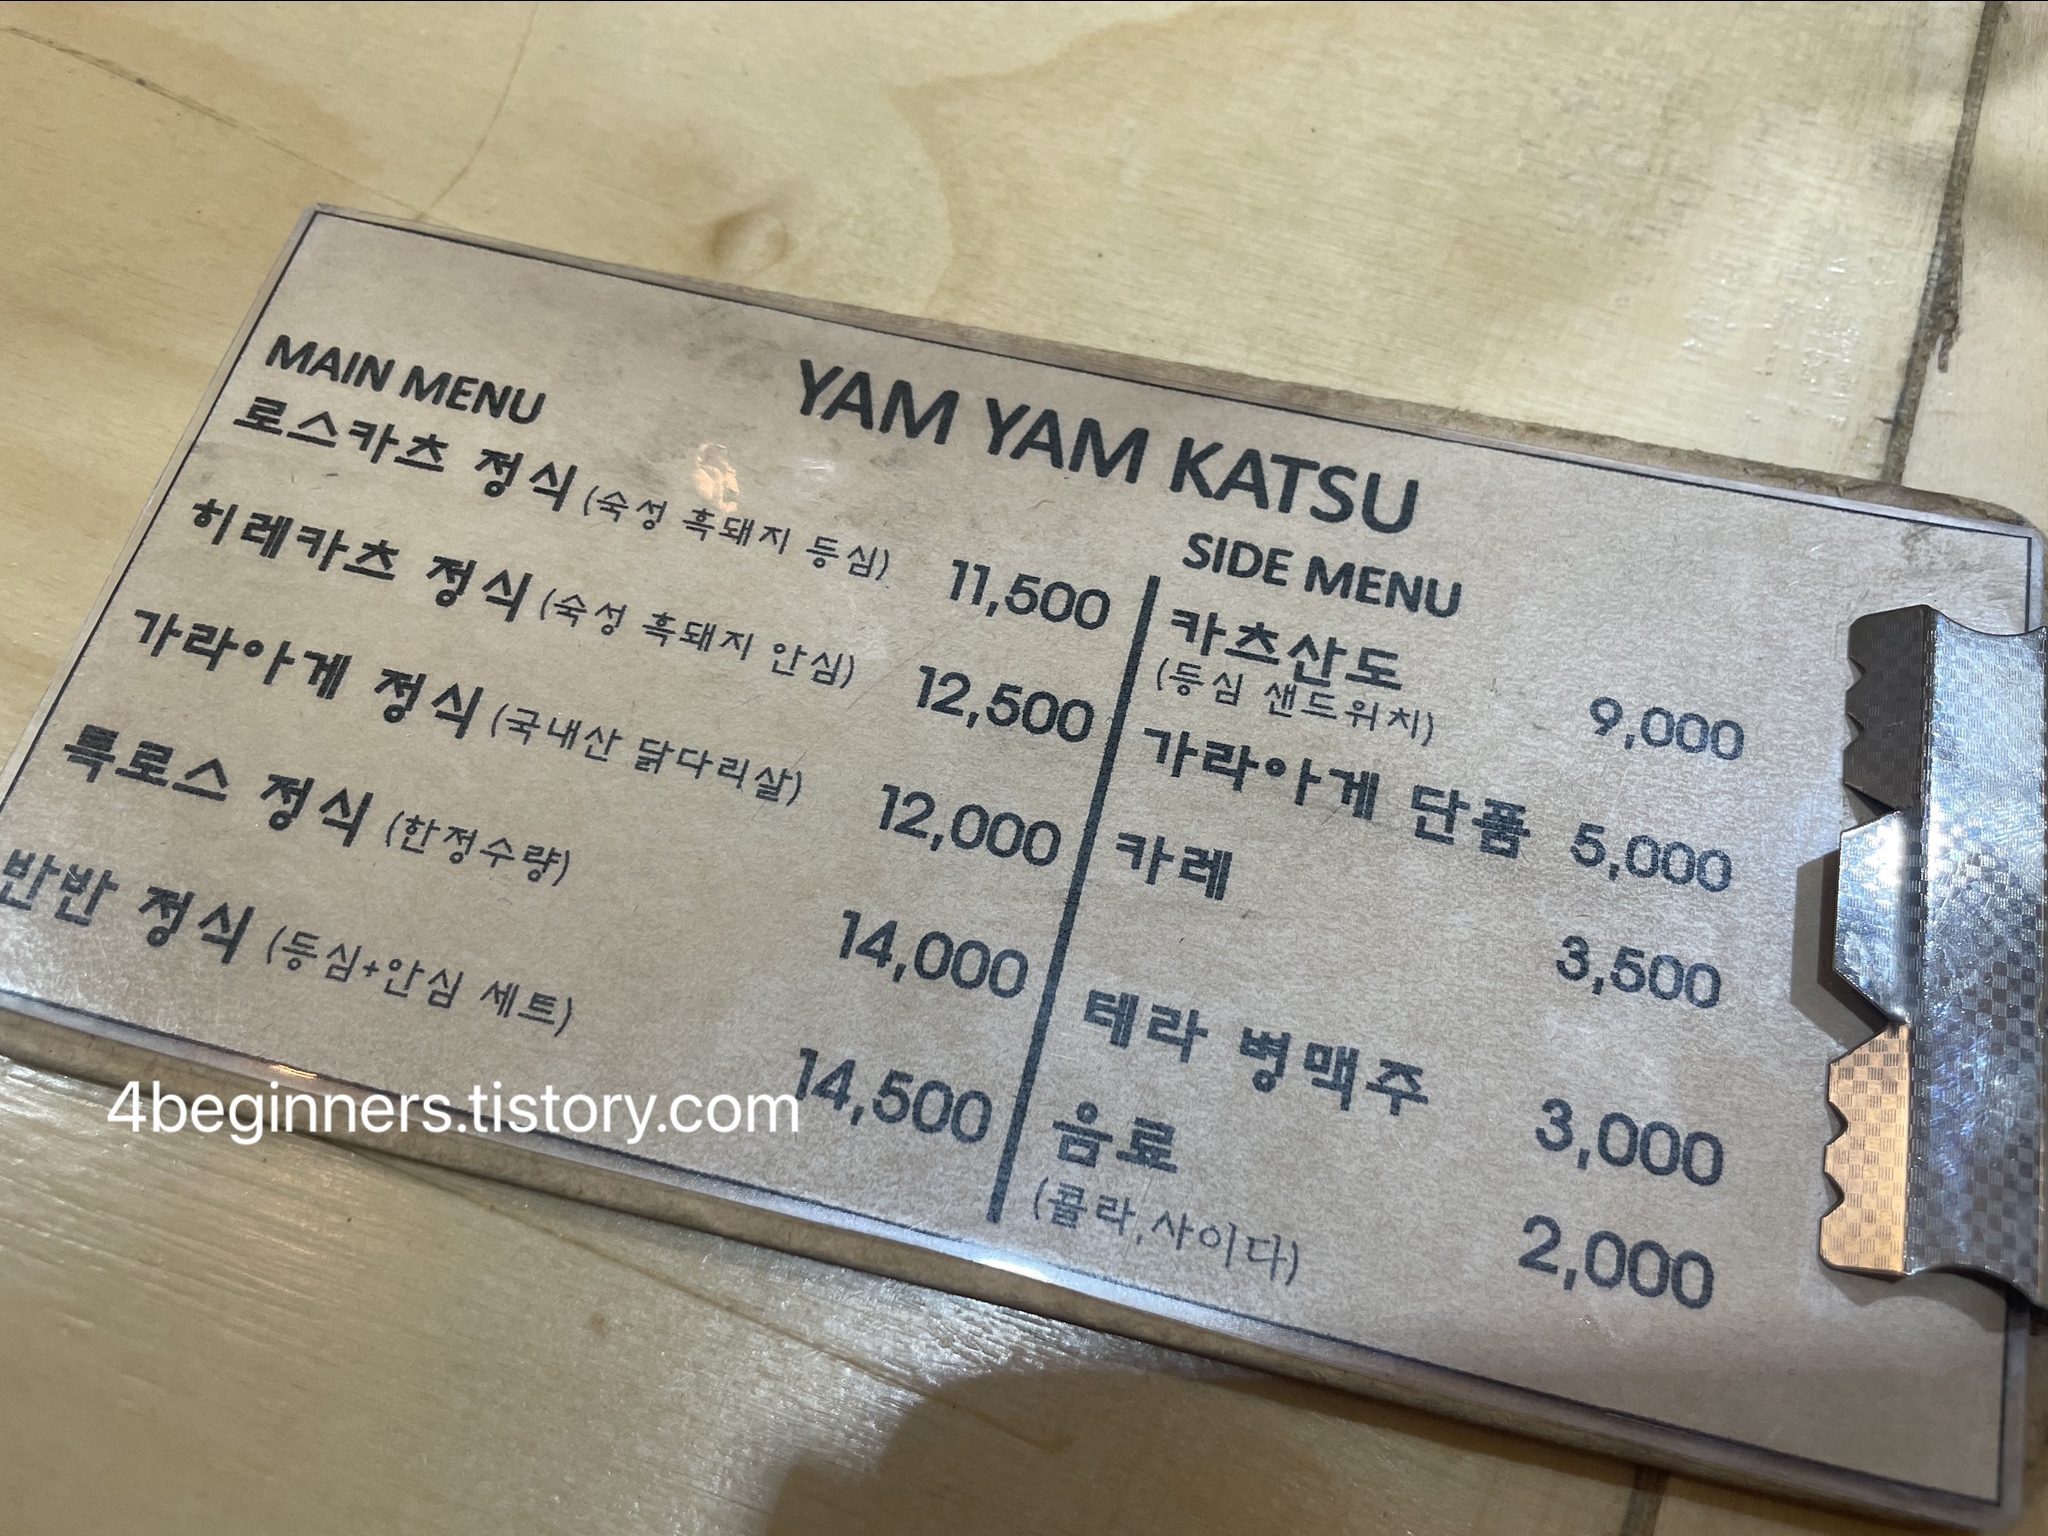 YAM YAM KATSU
MAIN MENU
로스카츠 정식 (숙성 흑돼지 등심) 11,500
히레카츠 정식 (숙성 흑돼지 안심) 12,500
가라아게 정식 (국내산 닭다리살) 12,000
특로스 정식 (한정수량) 14,000
반반 정식 (등심+안심 세트) 14,500
SIDE MENU
카츠산도
(등심 샌드위치) 9,000
가라아게 단품 5,000
카레 3,500
테라 병맥주 3,000
음료 2,000
(콜라,사이다)
4beginners.tistory.com